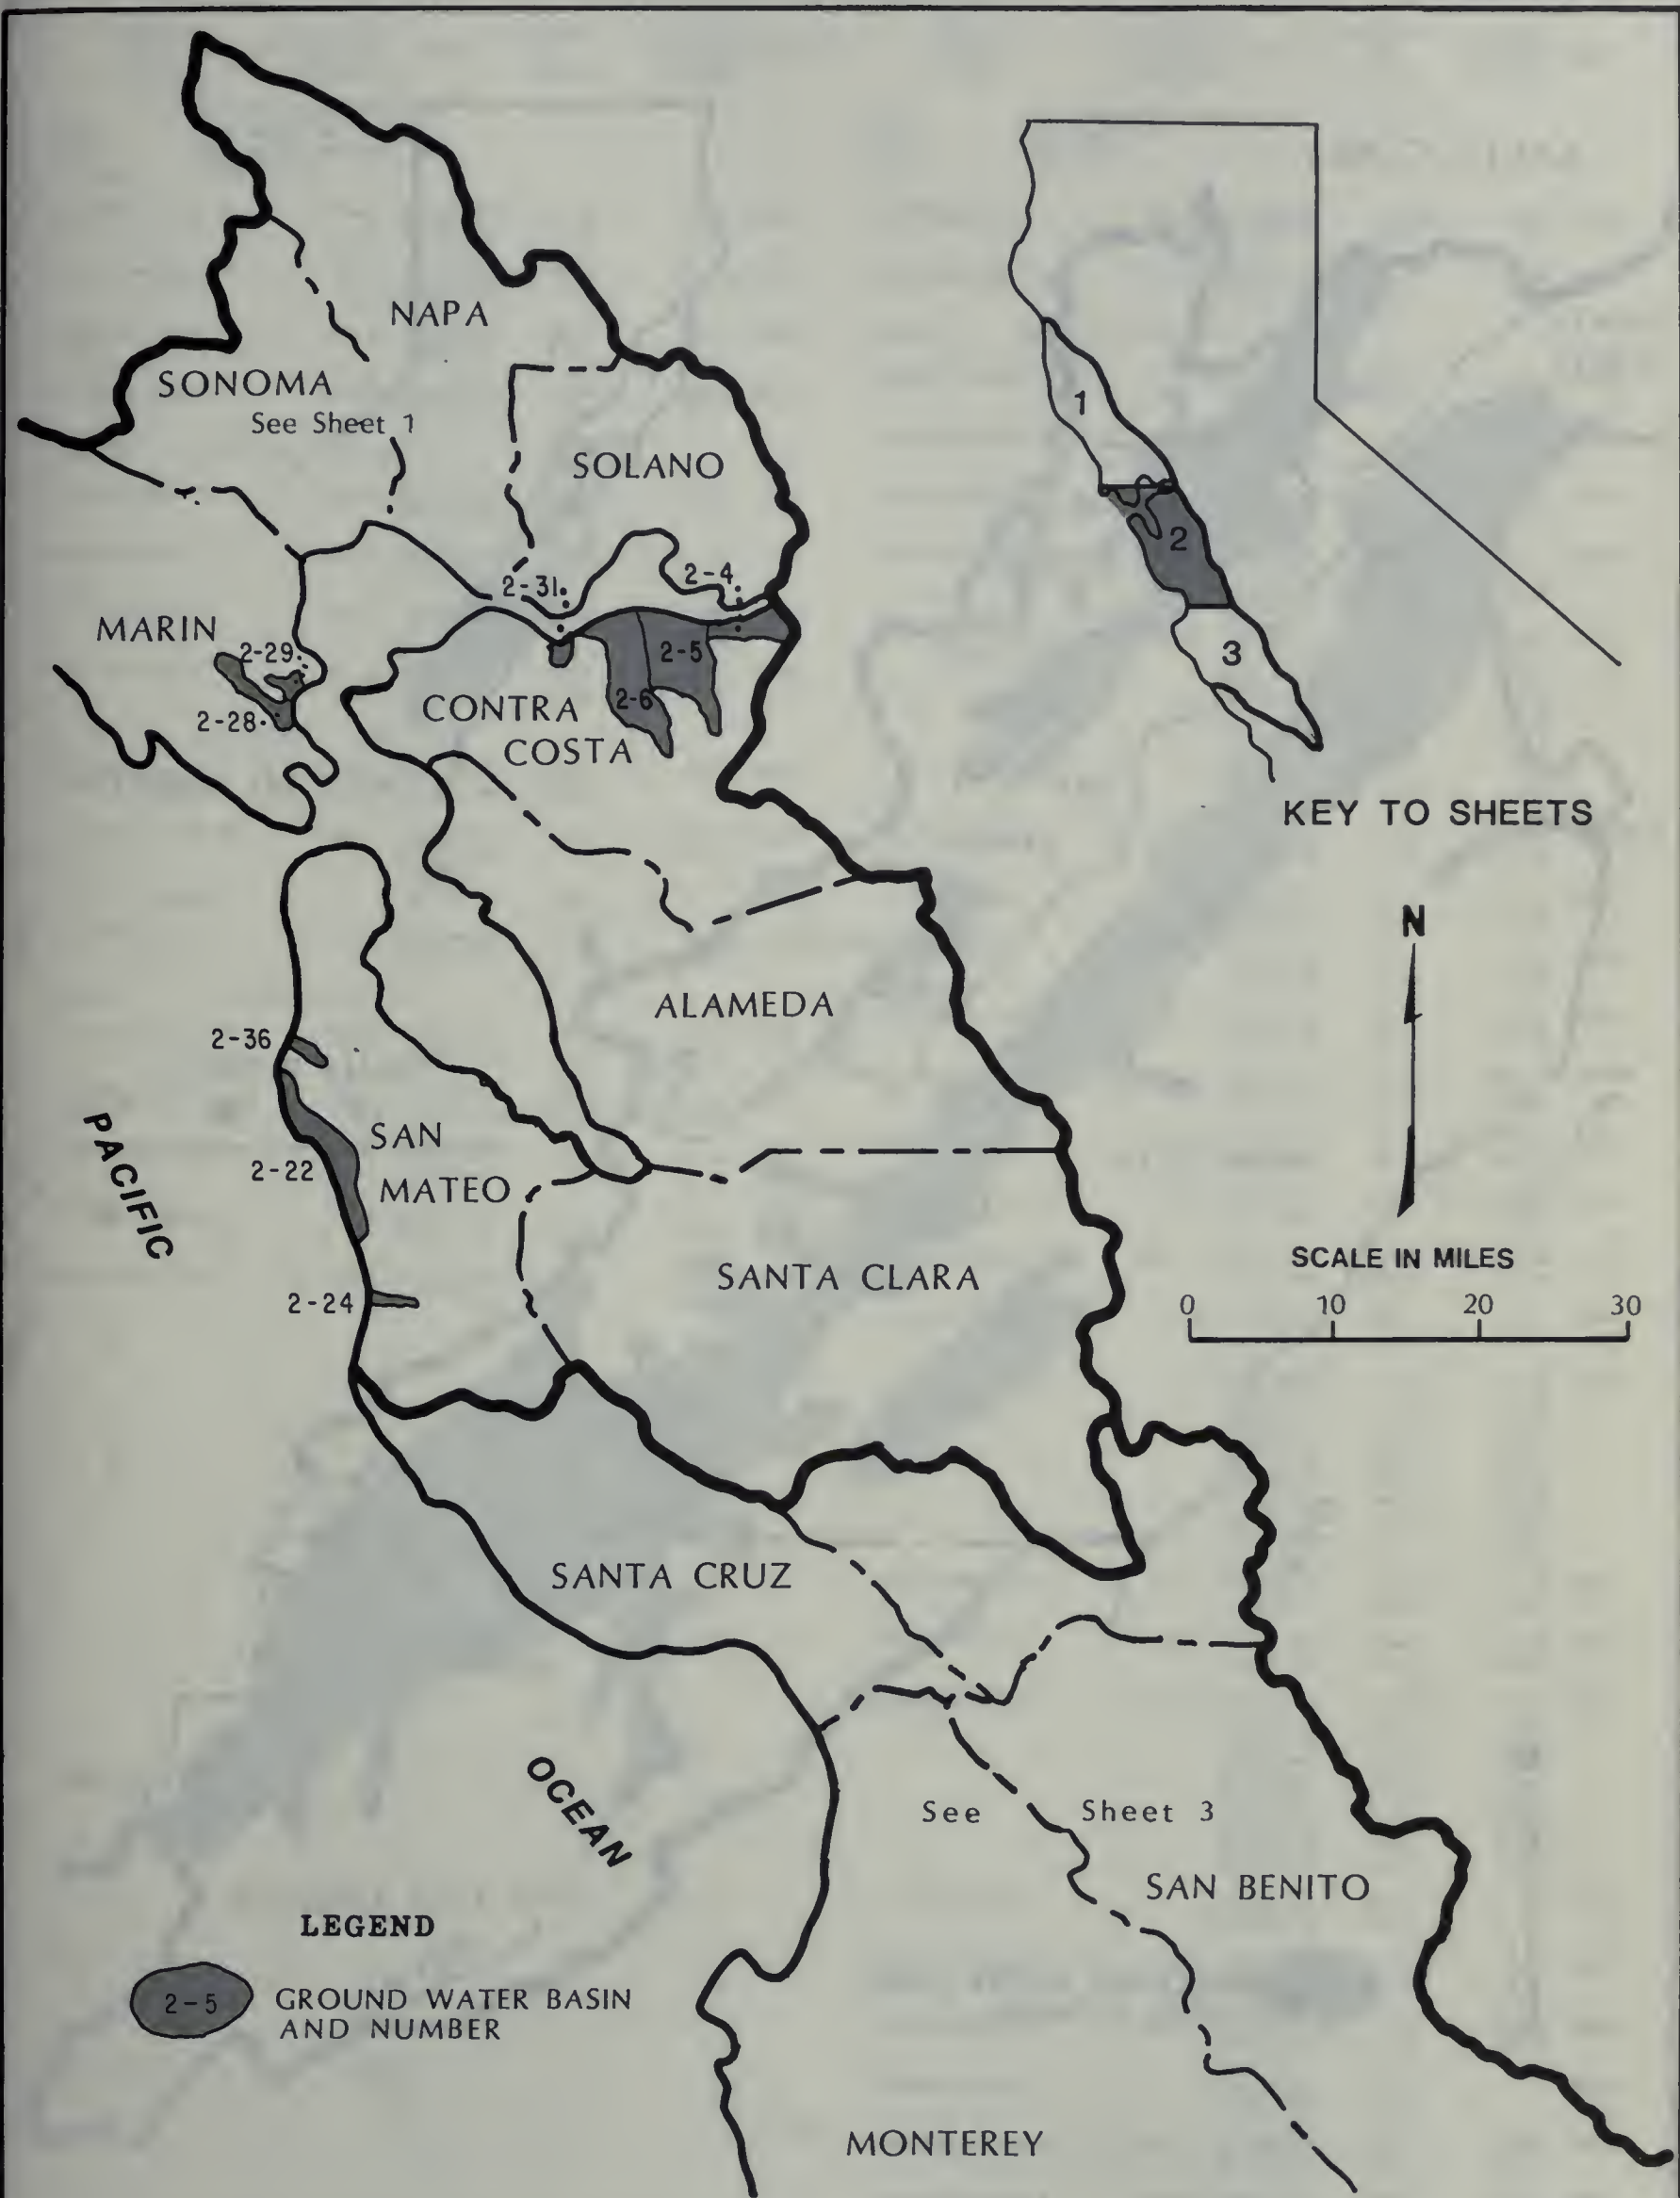 NAPA
SONOMA
See Sheet 1
SOLANO
2-31
2-4
MARIN
2-29
2-5
2-6
2-28
CONTRA
COSTA
1
2
3
KEY TO SHEETS
N
ALAMEDA
2-36
PACIFIC
SAN
MATEO
2-22
SANTA CLARA
2-24
SCALE IN MILES
0 10 20 30
SANTA CRUZ
OCEAN
See Sheet 3
SAN BENITO
LEGEND
2-5
GROUND WATER BASIN
AND NUMBER
MONTEREY